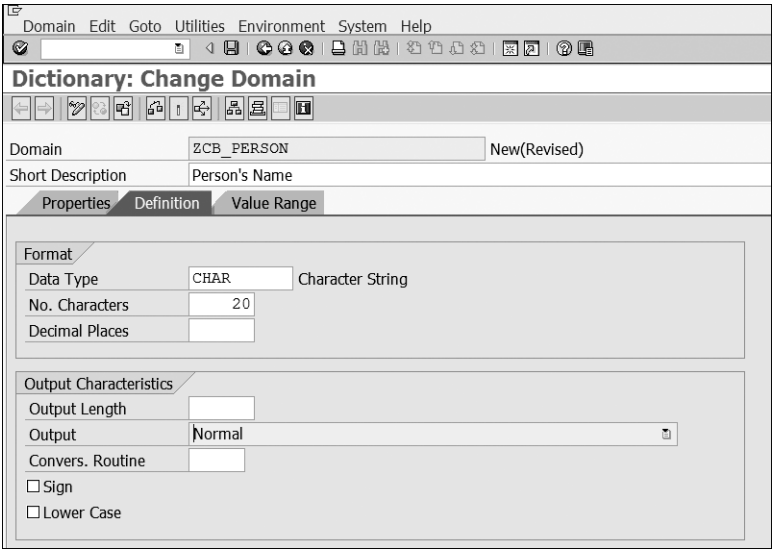 Domain Edit Goto Utilities Environment System Help
Dictionary: Change Domain
Domain ZCB_PERSON New(Revised)
Short Description Person's Name
Properties Definition Value Range
Format
Data Type CHAR Character String
No. Characters 20
Decimal Places
Output Characteristics
Output Length
Output Normal
Convers. Routine
Sign
Lower Case